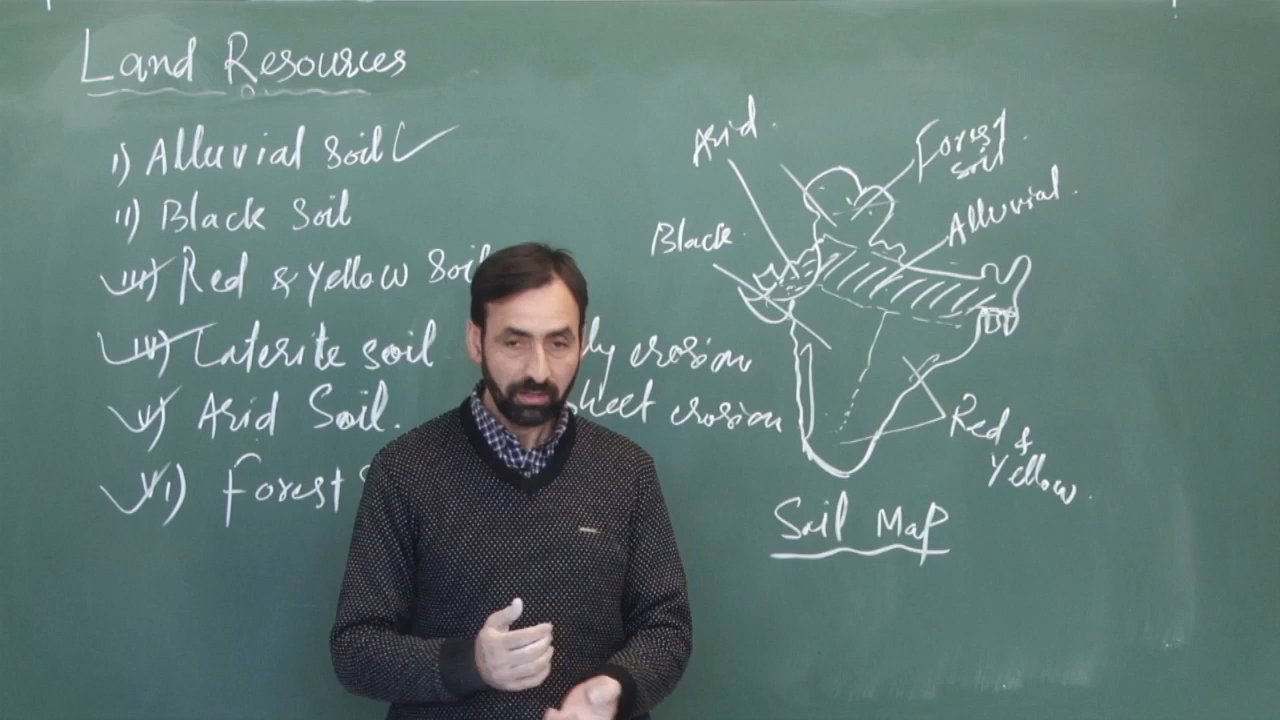 Land Resources
I) Alluvial Soil
II) Black Soil
III) Red & Yellow Soil
IV) Laterite Soil
V) Arid Soil.
VI) Forest
ly erosion
sheet erosion
Arid.
Forest soil.
Black.
Alluvial.
Red & Yellow.
Soil Map